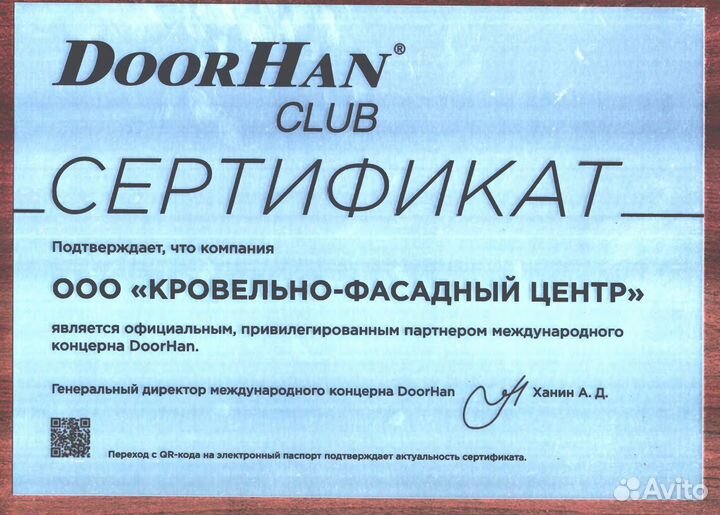 DOORHAN®
CLUB
СЕРТИФИКАТ
Подтверждает, что компания
ООО «КРОВЕЛЬНО-ФАСАДНЫЙ ЦЕНТР»
является официальным, привилегированным партнером международного
концерна DoorHan.
Генеральный директор международного концерна DoorHan Ханин А. Д.
Переход с QR-кода на электронный паспорт подтверждает актуальность сертификата.
Avito